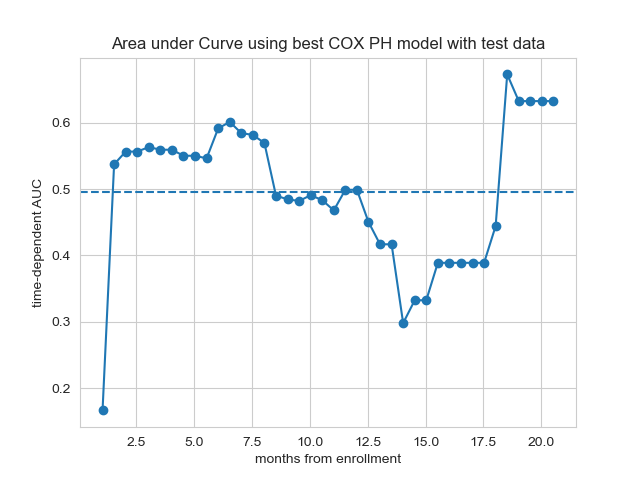 Area under Curve using best COX PH model with test data
time-dependent AUC
0.6
0.5
0.4
0.3
0.2
2.5 5.0 7.5 10.0 12.5 15.0 17.5 20.0
months from enrollment